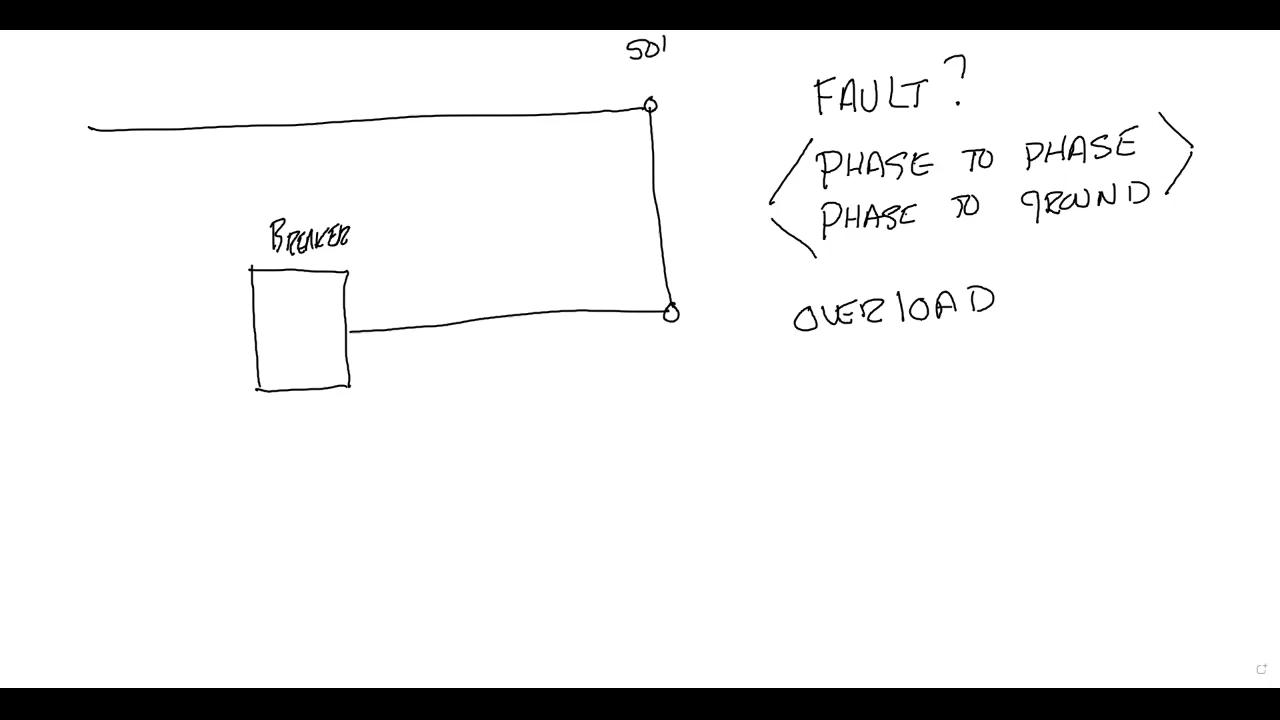 50'
FAULT?
PHASE TO PHASE
PHASE TO GROUND
BREAKER
OVERLOAD